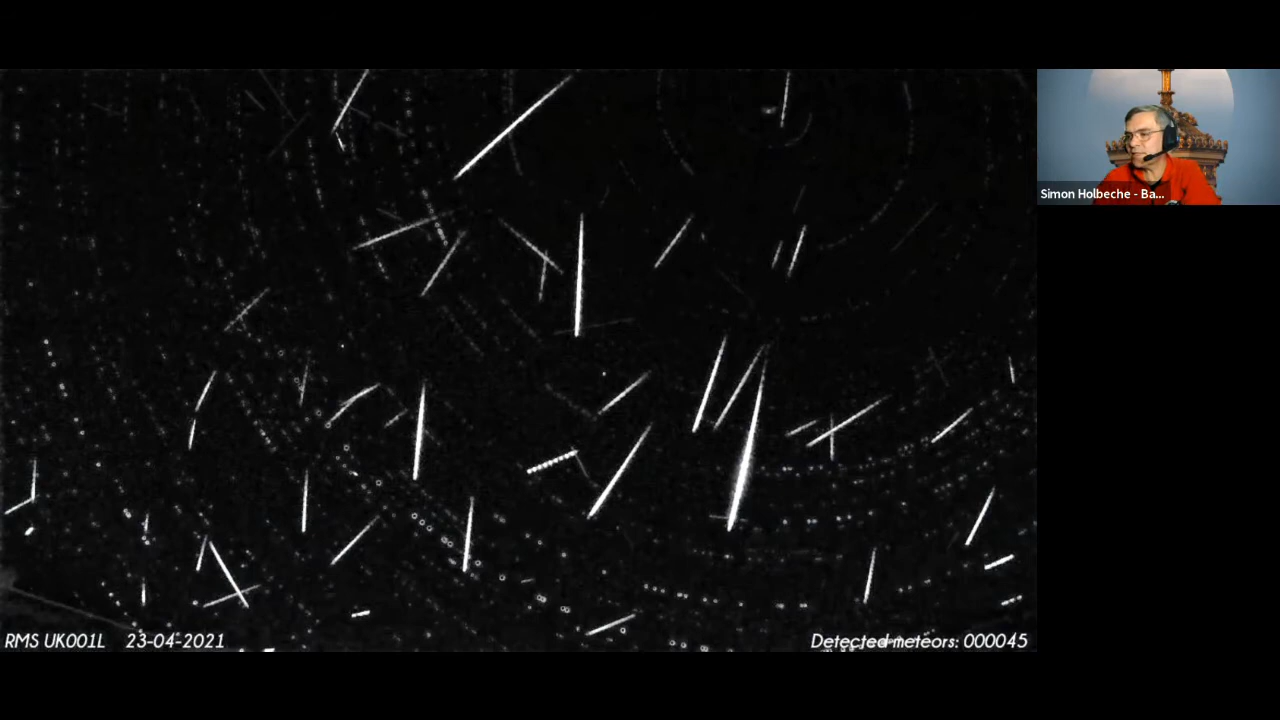 Simon Holbeche - Ba...
RMS UK001L 23-04-2021
Detected meteors: 000045